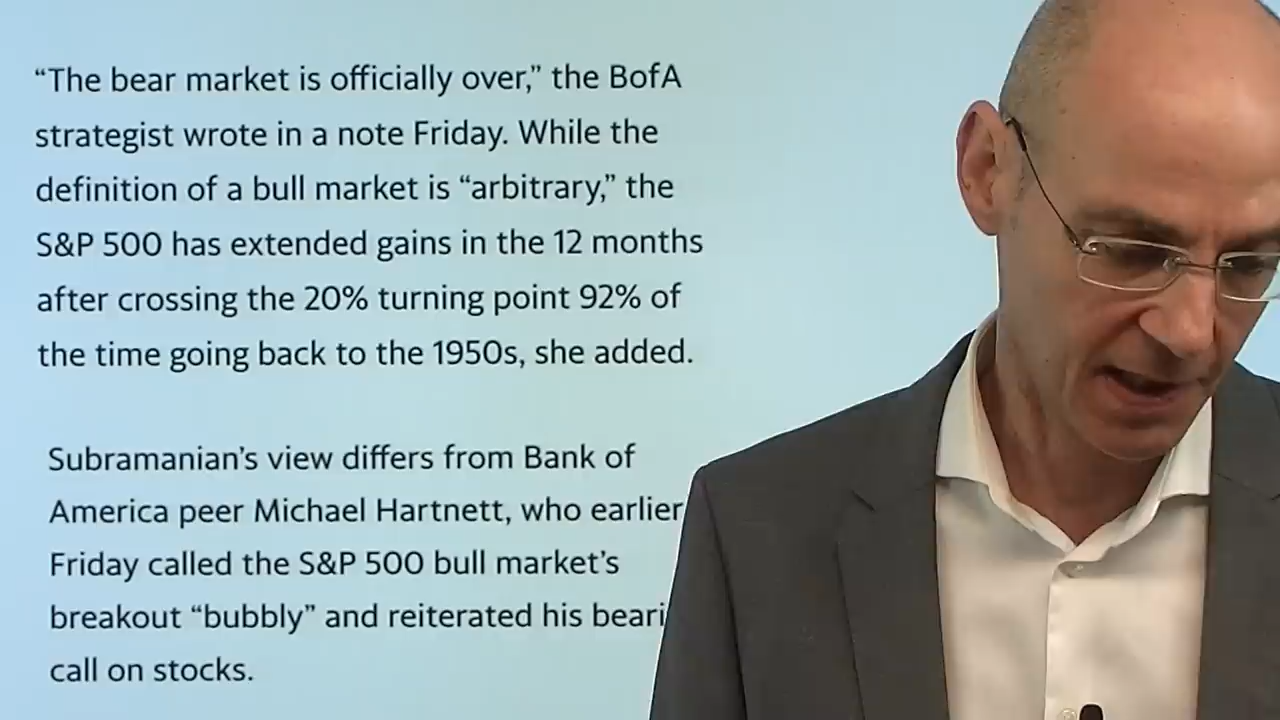 “The bear market is officially over,” the BofA
strategist wrote in a note Friday. While the
definition of a bull market is “arbitrary,” the
S&P 500 has extended gains in the 12 months
after crossing the 20% turning point 92% of
the time going back to the 1950s, she added.
Subramanian’s view differs from Bank of
America peer Michael Hartnett, who earlier
Friday called the S&P 500 bull market’s
breakout “bubbly” and reiterated his
call on stocks.